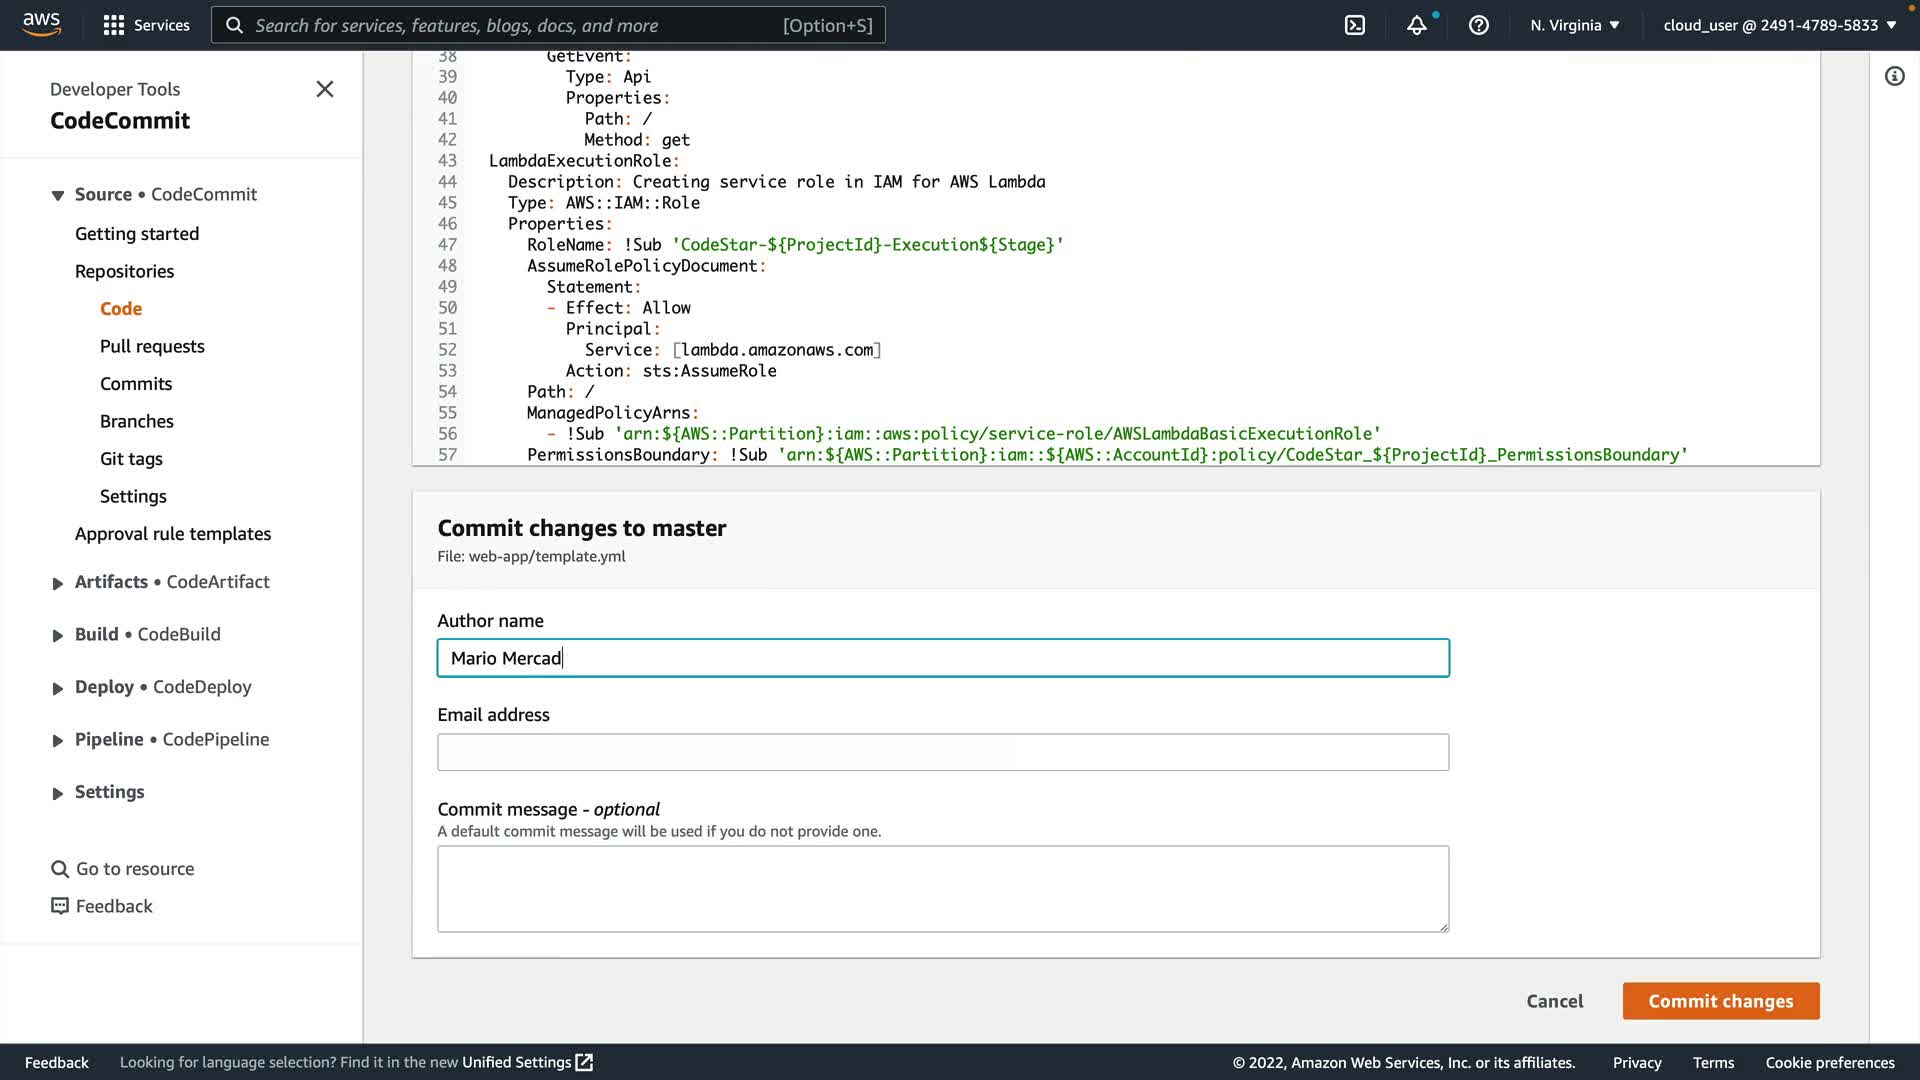 aws
Services
Search for services, features, blogs, docs, and more
[Option+S]
N. Virginia
cloud_user @ 2491-4789-5833
Developer Tools
CodeCommit
Source • CodeCommit
Getting started
Repositories
Code
Pull requests
Commits
Branches
Git tags
Settings
Approval rule templates
Artifacts • CodeArtifact
Build • CodeBuild
Deploy • CodeDeploy
Pipeline • CodePipeline
Settings
Go to resource
Feedback
38 GetEvent:
39 Type: Api
40 Properties:
41 Path: /
42 Method: get
43 LambdaExecutionRole:
44 Description: Creating service role in IAM for AWS Lambda
45 Type: AWS::IAM::Role
46 Properties:
47 RoleName: !Sub 'CodeStar-${ProjectId}-Execution${Stage}'
48 AssumeRolePolicyDocument:
49 Statement:
50 - Effect: Allow
51 Principal:
52 Service: [lambda.amazonaws.com]
53 Action: sts:AssumeRole
54 Path: /
55 ManagedPolicyArns:
56 - !Sub 'arn:${AWS::Partition}:iam::aws:policy/service-role/AWSLambdaBasicExecutionRole'
57 PermissionsBoundary: !Sub 'arn:${AWS::Partition}:iam::${AWS::AccountId}:policy/CodeStar_${ProjectId}_PermissionsBoundary'
Commit changes to master
File: web-app/template.yml
Author name
Mario Mercad
Email address
Commit message - optional
A default commit message will be used if you do not provide one.
Cancel
Commit changes
Feedback
Looking for language selection? Find it in the new Unified Settings
© 2022, Amazon Web Services, Inc. or its affiliates.
Privacy
Terms
Cookie preferences